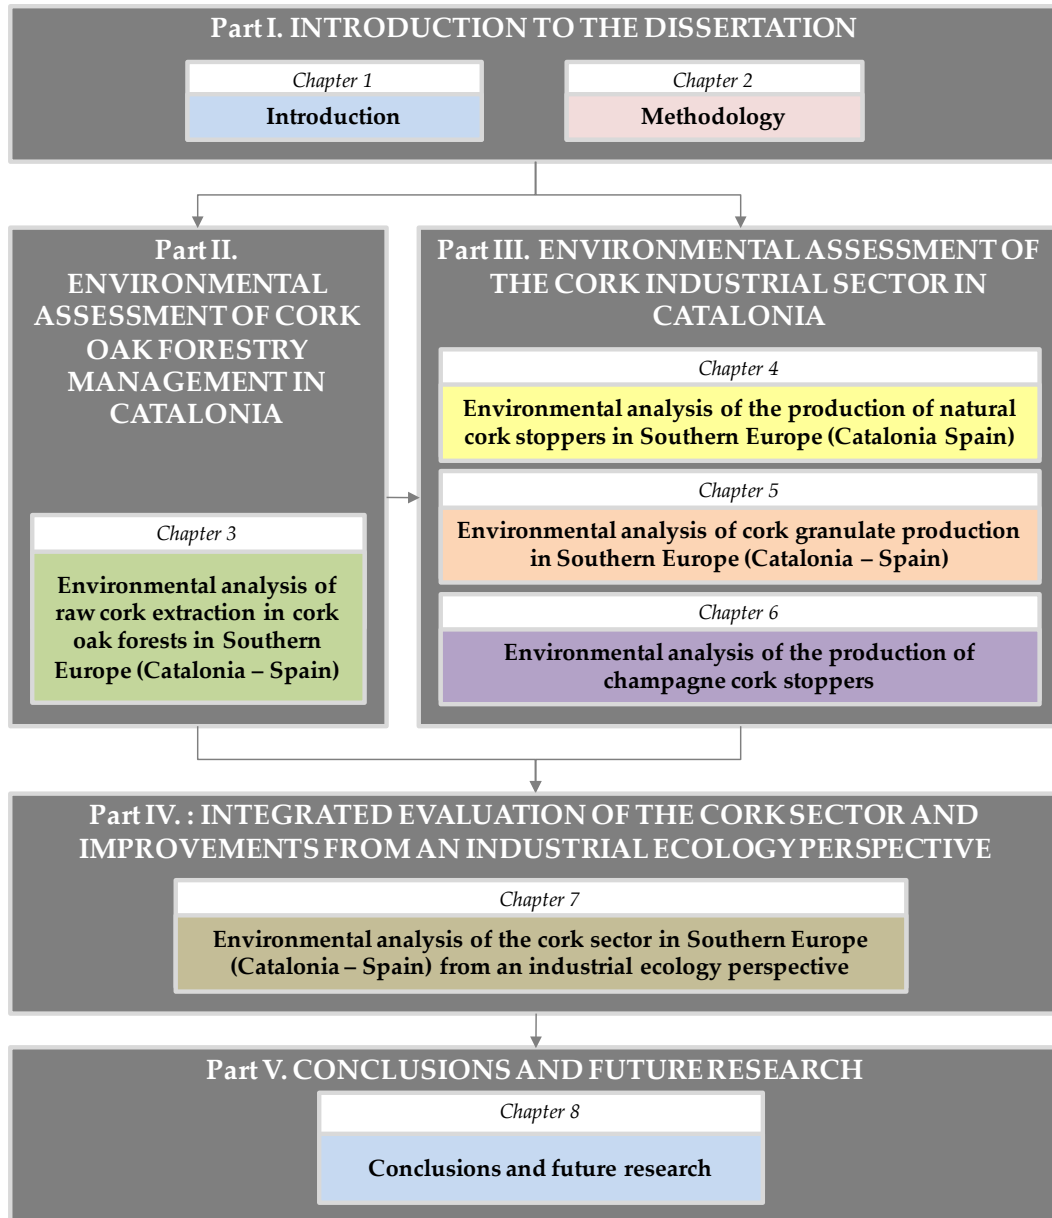 Part I. INTRODUCTION TO THE DISSERTATION
Chapter 1
Introduction
Chapter 2
Methodology
Part II.
ENVIRONMENTAL
ASSESSMENT OF CORK
OAK FORESTRY
MANAGEMENT IN
CATALONIA
Chapter 3
Environmental analysis of
raw cork extraction in cork
oak forests in Southern
Europe (Catalonia – Spain)
Part III. ENVIRONMENTAL ASSESSMENT OF
THE CORK INDUSTRIAL SECTOR IN
CATALONIA
Chapter 4
Environmental analysis of the production of natural
cork stoppers in Southern Europe (Catalonia Spain)
Chapter 5
Environmental analysis of cork granulate production
in Southern Europe (Catalonia – Spain)
Chapter 6
Environmental analysis of the production of
champagne cork stoppers
Part IV. : INTEGRATED EVALUATION OF THE CORK SECTOR AND
IMPROVEMENTS FROM AN INDUSTRIAL ECOLOGY PERSPECTIVE
Chapter 7
Environmental analysis of the cork sector in Southern Europe
(Catalonia – Spain) from an industrial ecology perspective
Part V. CONCLUSIONS AND FUTURE RESEARCH
Chapter 8
Conclusions and future research